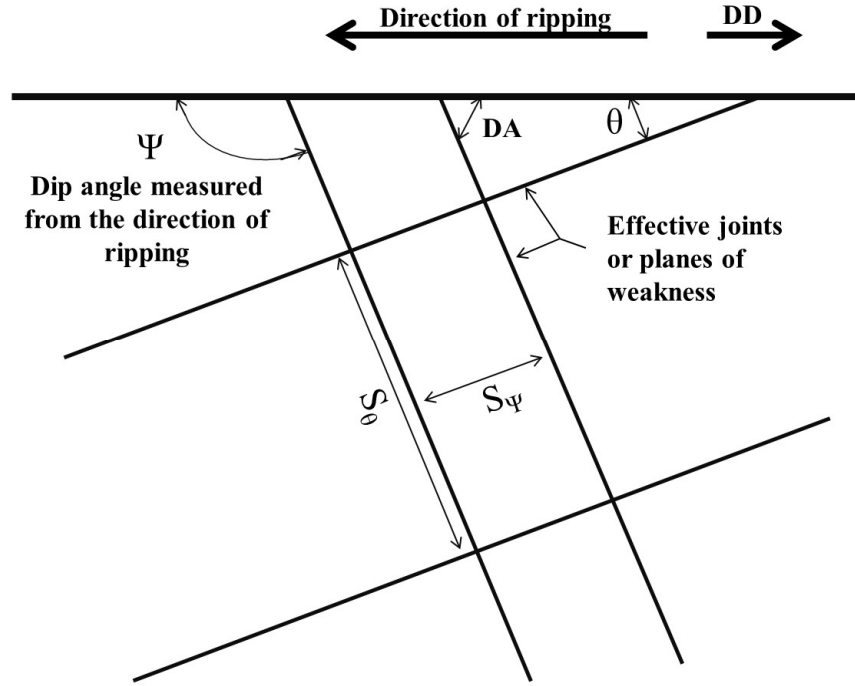 Direction of ripping
DD
Ψ
Dip angle measured
from the direction of
ripping
DA
θ
Effective joints
or planes of
weakness
Sθ
SΨ